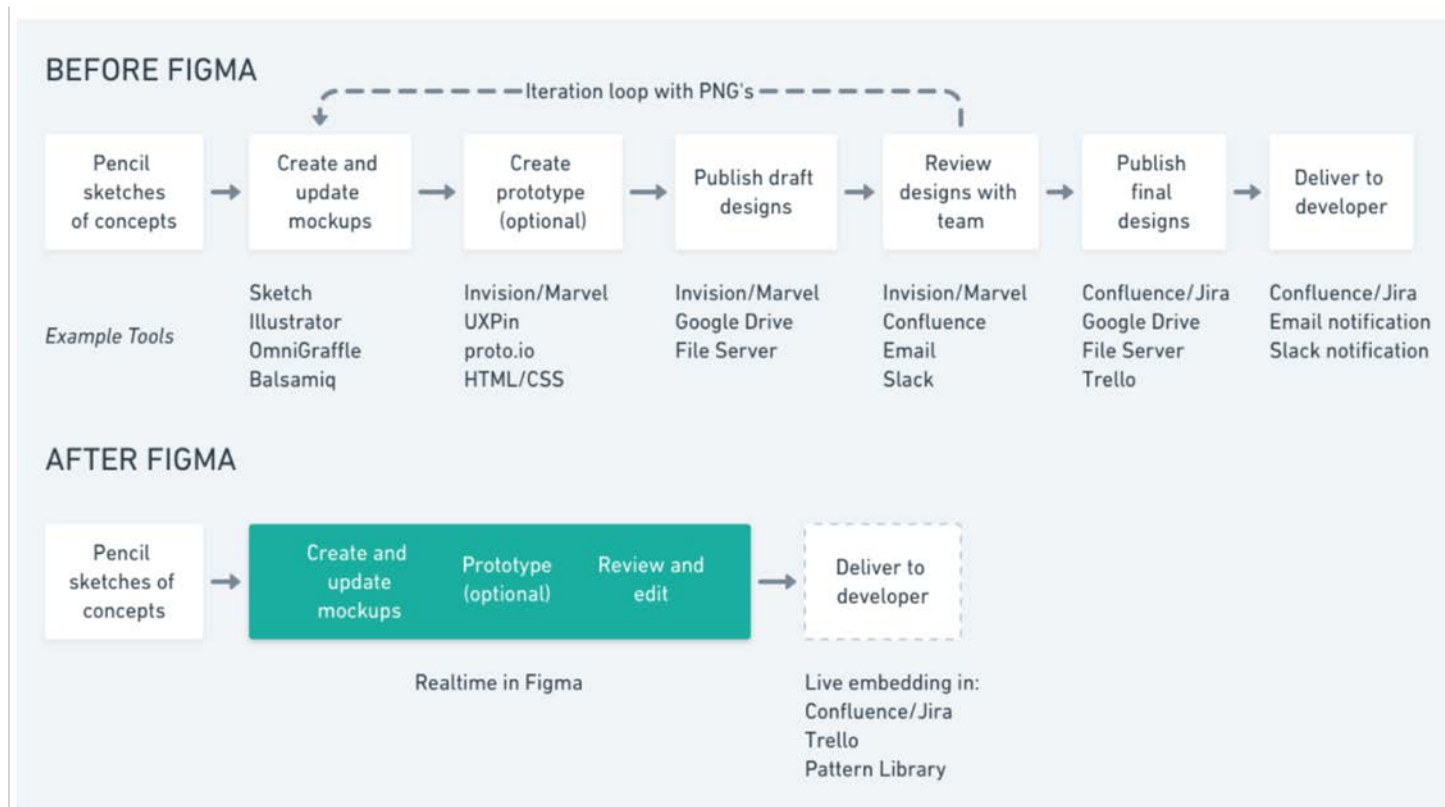 BEFORE FIGMA
Iteration loop with PNG's
Pencil
sketches
of concepts
Create and
update
mockups
Create
prototype
(optional)
Publish draft
designs
Review
designs with
team
Publish
final
designs
Deliver to
developer
Example Tools
Sketch
Illustrator
OmniGraffle
Balsamiq
Invision/Marvel
UXPin
proto.io
HTML/CSS
Invision/Marvel
Google Drive
File Server
Invision/Marvel
Confluence
Email
Slack
Confluence/Jira
Google Drive
File Server
Trello
Confluence/Jira
Email notification
Slack notification
AFTER FIGMA
Pencil
sketches of
concepts
Create and
update
mockups
Prototype
(optional)
Review and
edit
Deliver to
developer
Realtime in Figma
Live embedding in:
Confluence/Jira
Trello
Pattern Library